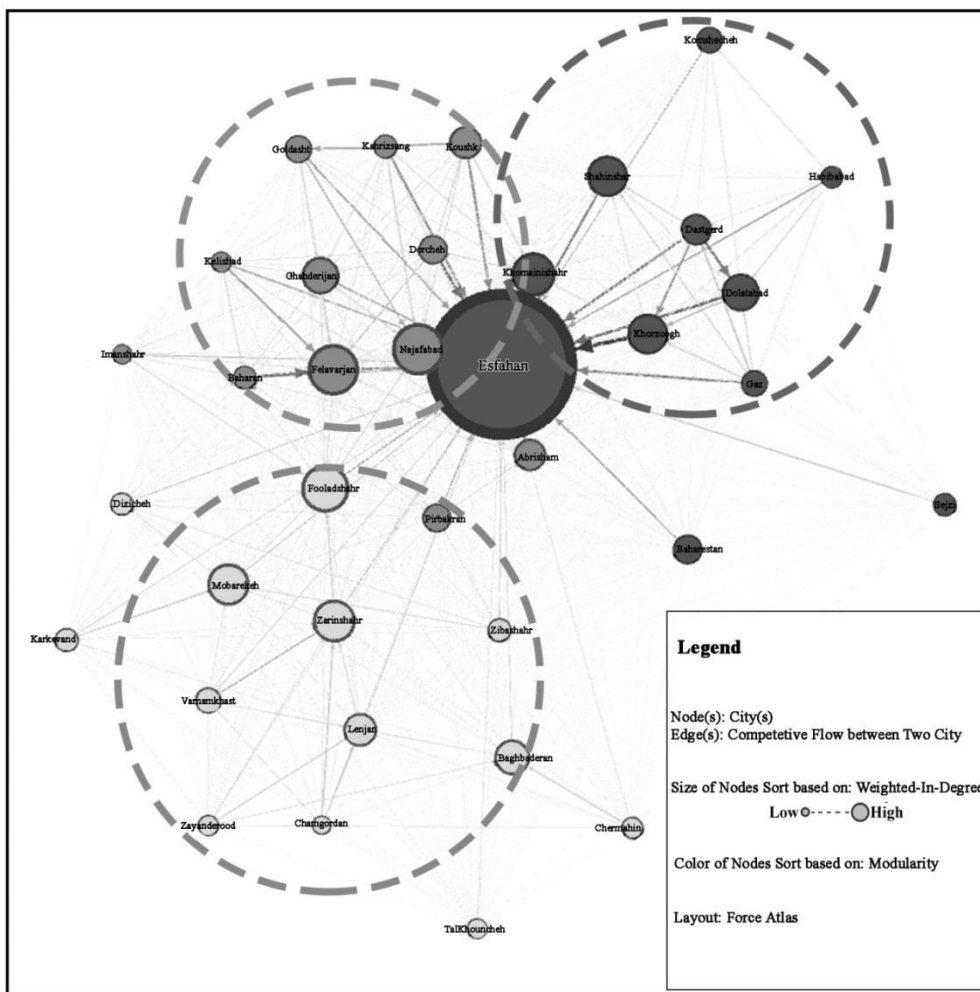 Komshecheh
Goldasht
Kahrizsang
Koushk
Shahinshar
Habibabad
Dastgerd
Dorcheh
Kelishad
Ghahderijan
Khomainishahr
Dolatabad
Khorzoogh
Najafabad
Imanshahr
Esfahan
Baharan
Felavarjan
Gaz
Abrisham
Fooladshahr
Dizicheh
Pirbakran
Sejzi
Baharestan
Mobarekeh
Zarinshahr
Zibashahr
Karkevand
Varnamkhast
Lenjan
Baghbaderan
Zayanderood
Chamgordan
Chermahin
TalKhouncheh
Legend
Node(s): City(s)
Edge(s): Competetive Flow between Two City
Size of Nodes Sort based on: Weighted-In-Degree
Low High
Color of Nodes Sort based on: Modularity
Layout: Force Atlas